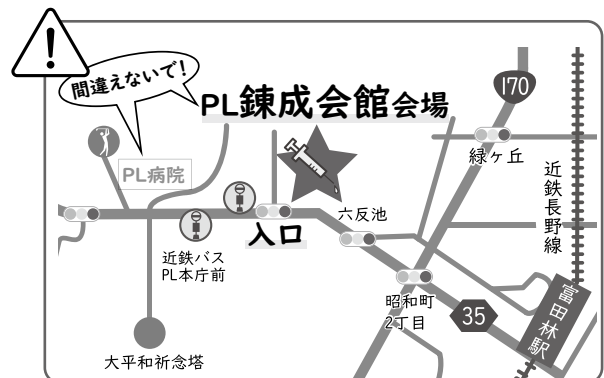 間違えないで!
PL錬成会館会場
170
緑ヶ丘
PL病院
近鉄長野線
六反池
入口
近鉄バス
PL本庁前
昭和町
2丁目
35
富田林駅
大平和祈念塔